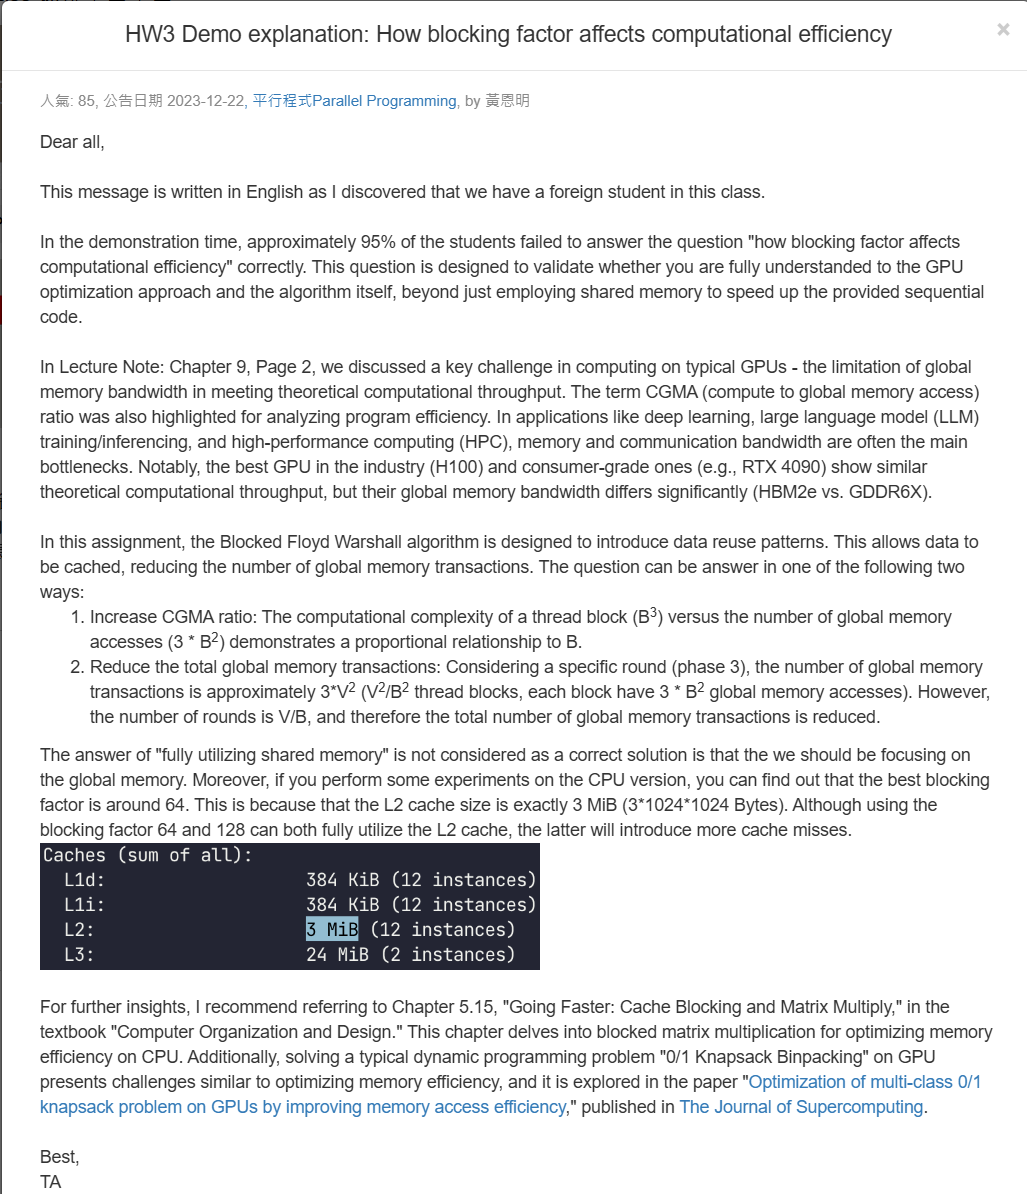 HW3 Demo explanation: How blocking factor affects computational efficiency
×
人氣: 85, 公告日期 2023-12-22, 平行程式Parallel Programming, by 黃恩明
Dear all,
This message is written in English as I discovered that we have a foreign student in this class.
In the demonstration time, approximately 95% of the students failed to answer the question "how blocking factor affects
computational efficiency" correctly. This question is designed to validate whether you are fully understanded to the GPU
optimization approach and the algorithm itself, beyond just employing shared memory to speed up the provided sequential
code.
In Lecture Note: Chapter 9, Page 2, we discussed a key challenge in computing on typical GPUs - the limitation of global
memory bandwidth in meeting theoretical computational throughput. The term CGMA (compute to global memory access)
ratio was also highlighted for analyzing program efficiency. In applications like deep learning, large language model (LLM)
training/inferencing, and high-performance computing (HPC), memory and communication bandwidth are often the main
bottlenecks. Notably, the best GPU in the industry (H100) and consumer-grade ones (e.g., RTX 4090) show similar
theoretical computational throughput, but their global memory bandwidth differs significantly (HBM2e vs. GDDR6X).
In this assignment, the Blocked Floyd Warshall algorithm is designed to introduce data reuse patterns. This allows data to
be cached, reducing the number of global memory transactions. The question can be answer in one of the following two
ways:
1. Increase CGMA ratio: The computational complexity of a thread block (B³) versus the number of global memory
accesses (3 * B²) demonstrates a proportional relationship to B.
2. Reduce the total global memory transactions: Considering a specific round (phase 3), the number of global memory
transactions is approximately 3*V² (V²/B² thread blocks, each block have 3 * B² global memory accesses). However,
the number of rounds is V/B, and therefore the total number of global memory transactions is reduced.
The answer of "fully utilizing shared memory" is not considered as a correct solution is that the we should be focusing on
the global memory. Moreover, if you perform some experiments on the CPU version, you can find out that the best blocking
factor is around 64. This is because that the L2 cache size is exactly 3 MiB (3*1024*1024 Bytes). Although using the
blocking factor 64 and 128 can both fully utilize the L2 cache, the latter will introduce more cache misses.
Caches (sum of all):
L1d: 384 KiB (12 instances)
L1i: 384 KiB (12 instances)
L2: 3 MiB (12 instances)
L3: 24 MiB (2 instances)
For further insights, I recommend referring to Chapter 5.15, "Going Faster: Cache Blocking and Matrix Multiply," in the
textbook "Computer Organization and Design." This chapter delves into blocked matrix multiplication for optimizing memory
efficiency on CPU. Additionally, solving a typical dynamic programming problem "0/1 Knapsack Binpacking" on GPU
presents challenges similar to optimizing memory efficiency, and it is explored in the paper "Optimization of multi-class 0/1
knapsack problem on GPUs by improving memory access efficiency," published in The Journal of Supercomputing.
Best,
TA